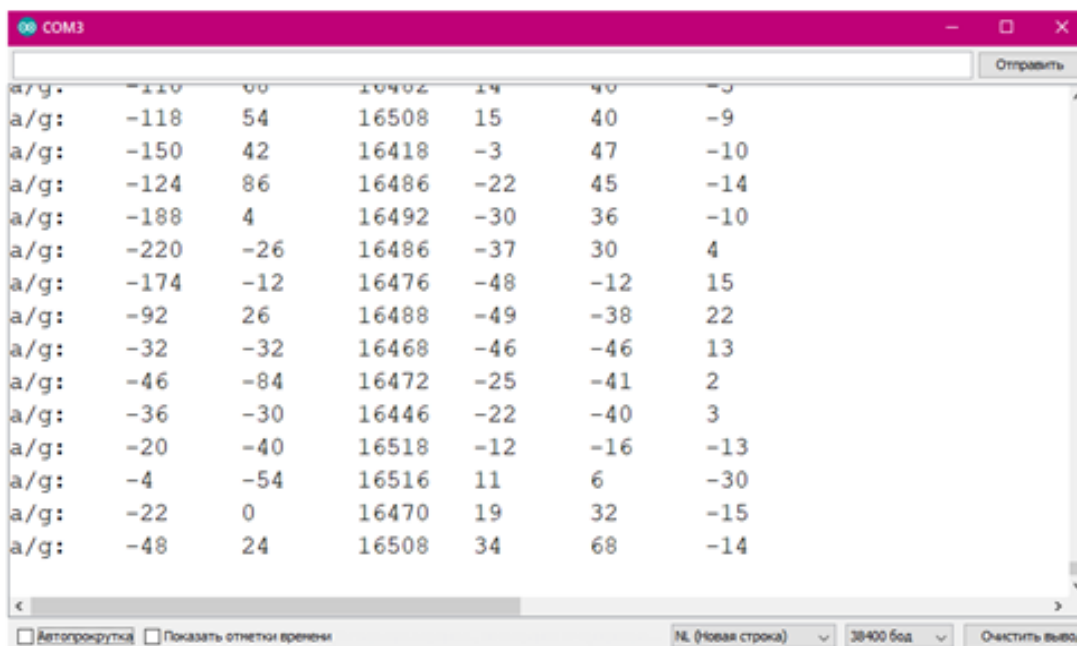 COM3
Отправить
a/g: -118 54 16508 15 40 -9
a/g: -150 42 16418 -3 47 -10
a/g: -124 86 16486 -22 45 -14
a/g: -188 4 16492 -30 36 -10
a/g: -220 -26 16486 -37 30 4
a/g: -174 -12 16476 -48 -12 15
a/g: -92 26 16488 -49 -38 22
a/g: -32 -32 16468 -46 -46 13
a/g: -46 -84 16472 -25 -41 2
a/g: -36 -30 16446 -22 -40 3
a/g: -20 -40 16518 -12 -16 -13
a/g: -4 -54 16516 11 6 -30
a/g: -22 0 16470 19 32 -15
a/g: -48 24 16508 34 68 -14
Автопрокрутка Показать отметки времени NL (Новая строка) 38400 бод Очистить выво